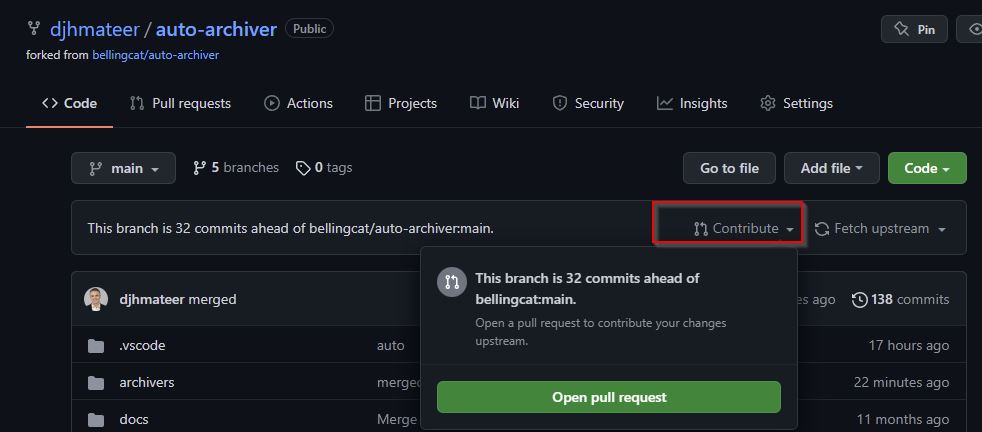 djhmateer / auto-archiver Public
Pin
forked from bellingcat/auto-archiver
Code Pull requests Actions Projects Wiki Security Insights Settings
main 5 branches 0 tags Go to file Add file Code
This branch is 32 commits ahead of bellingcat/auto-archiver:main. Contribute Fetch upstream
This branch is 32 commits ahead of
bellingcat:main.
Open a pull request to contribute your changes
upstream.
Open pull request
djhmateer merged es ago 138 commits
.vscode auto 17 hours ago
archivers merged 22 minutes ago
docs Merge 11 months ago